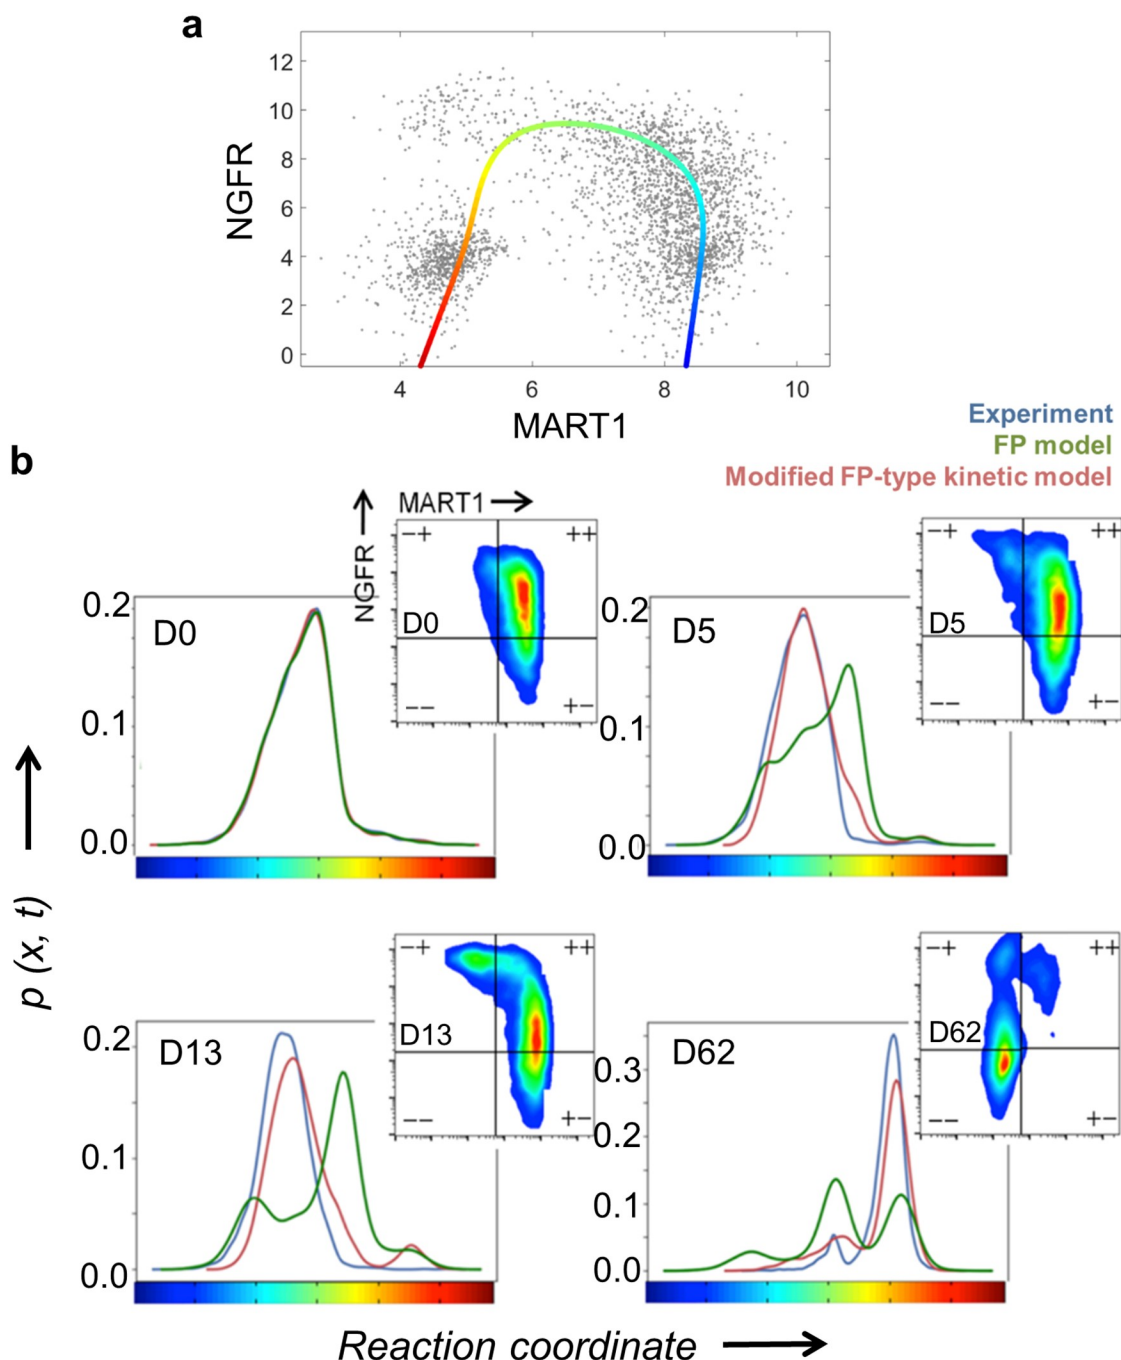 a
12
10
8
6
4
2
0
NGFR
4 6 8 10
MART1
Experiment
FP model
Modified FP-type kinetic model
b
MART1
NGFR
−+ ++
D0
−− +−
0.2
D0
0.1
0.0
−+ ++
D5
−− +−
0.2
D5
0.1
0.0
p (x, t)
−+ ++
D13
−− +−
0.2
D13
0.1
0.0
−+ ++
D62
−− +−
D62
0.3
0.2
0.1
0.0
Reaction coordinate